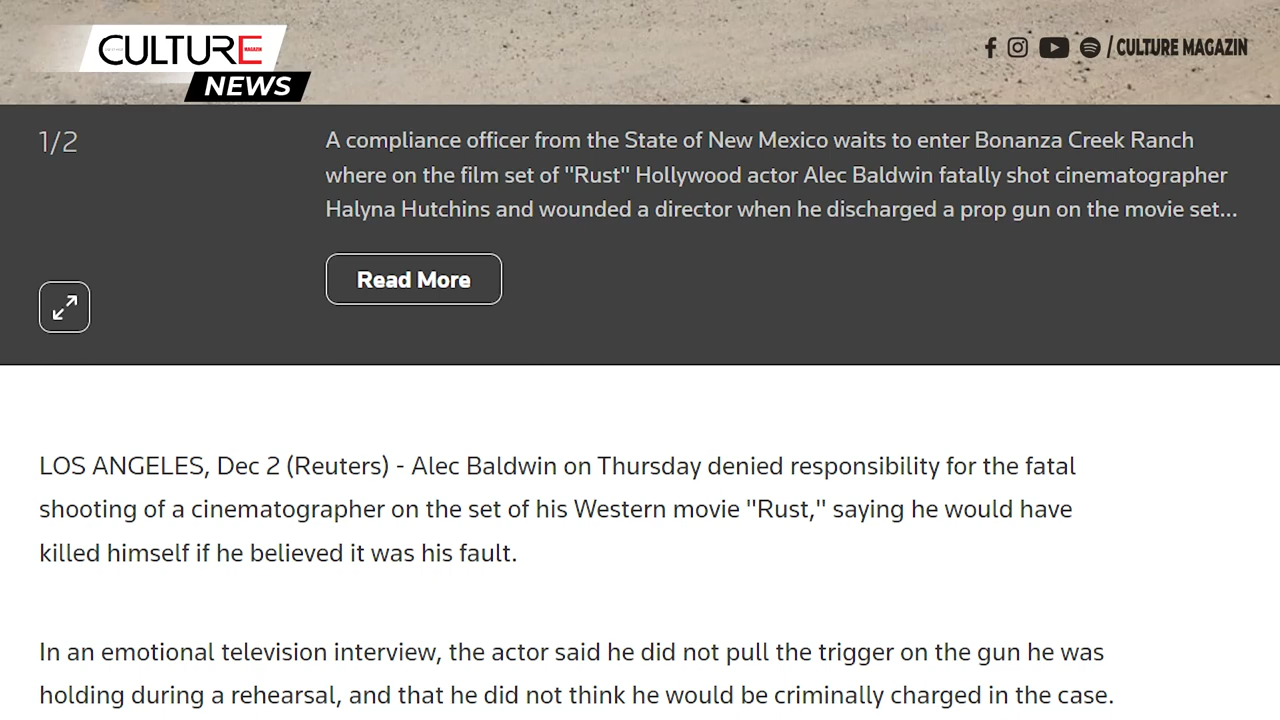 CULTURE MAGAZIN
NEWS
/ CULTURE MAGAZIN
1/2
A compliance officer from the State of New Mexico waits to enter Bonanza Creek Ranch
where on the film set of "Rust" Hollywood actor Alec Baldwin fatally shot cinematographer
Halyna Hutchins and wounded a director when he discharged a prop gun on the movie set...
Read More
LOS ANGELES, Dec 2 (Reuters) - Alec Baldwin on Thursday denied responsibility for the fatal
shooting of a cinematographer on the set of his Western movie "Rust," saying he would have
killed himself if he believed it was his fault.
In an emotional television interview, the actor said he did not pull the trigger on the gun he was
holding during a rehearsal, and that he did not think he would be criminally charged in the case.